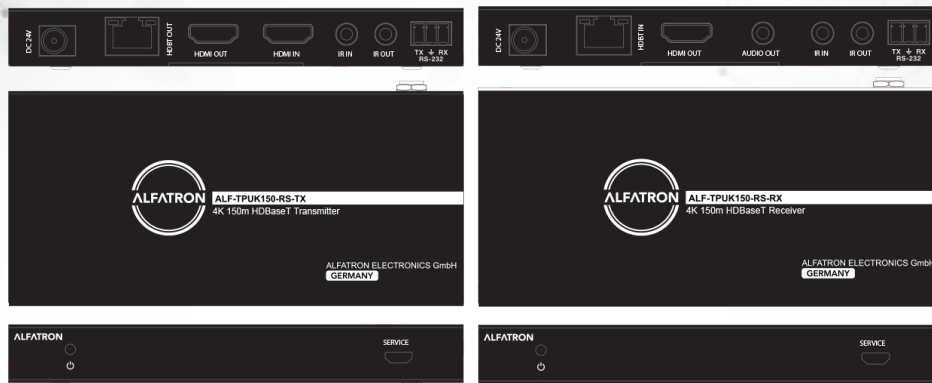 DC 24V
HDBT OUT
HDMI OUT
HDMI IN
IR IN
IR OUT
TX RX
RS-232
ALFATRON
ALF-TPUK150-RS-TX
4K 150m HDBaseT Transmitter
ALFATRON ELECTRONICS GmbH
GERMANY
ALFATRON
SERVICE
DC 24V
HDBT IN
HDMI OUT
AUDIO OUT
IR IN
IR OUT
TX RX
RS-232
ALFATRON
ALF-TPUK150-RS-RX
4K 150m HDBaseT Receiver
ALFATRON ELECTRONICS GmbH
GERMANY
ALFATRON
SERVICE